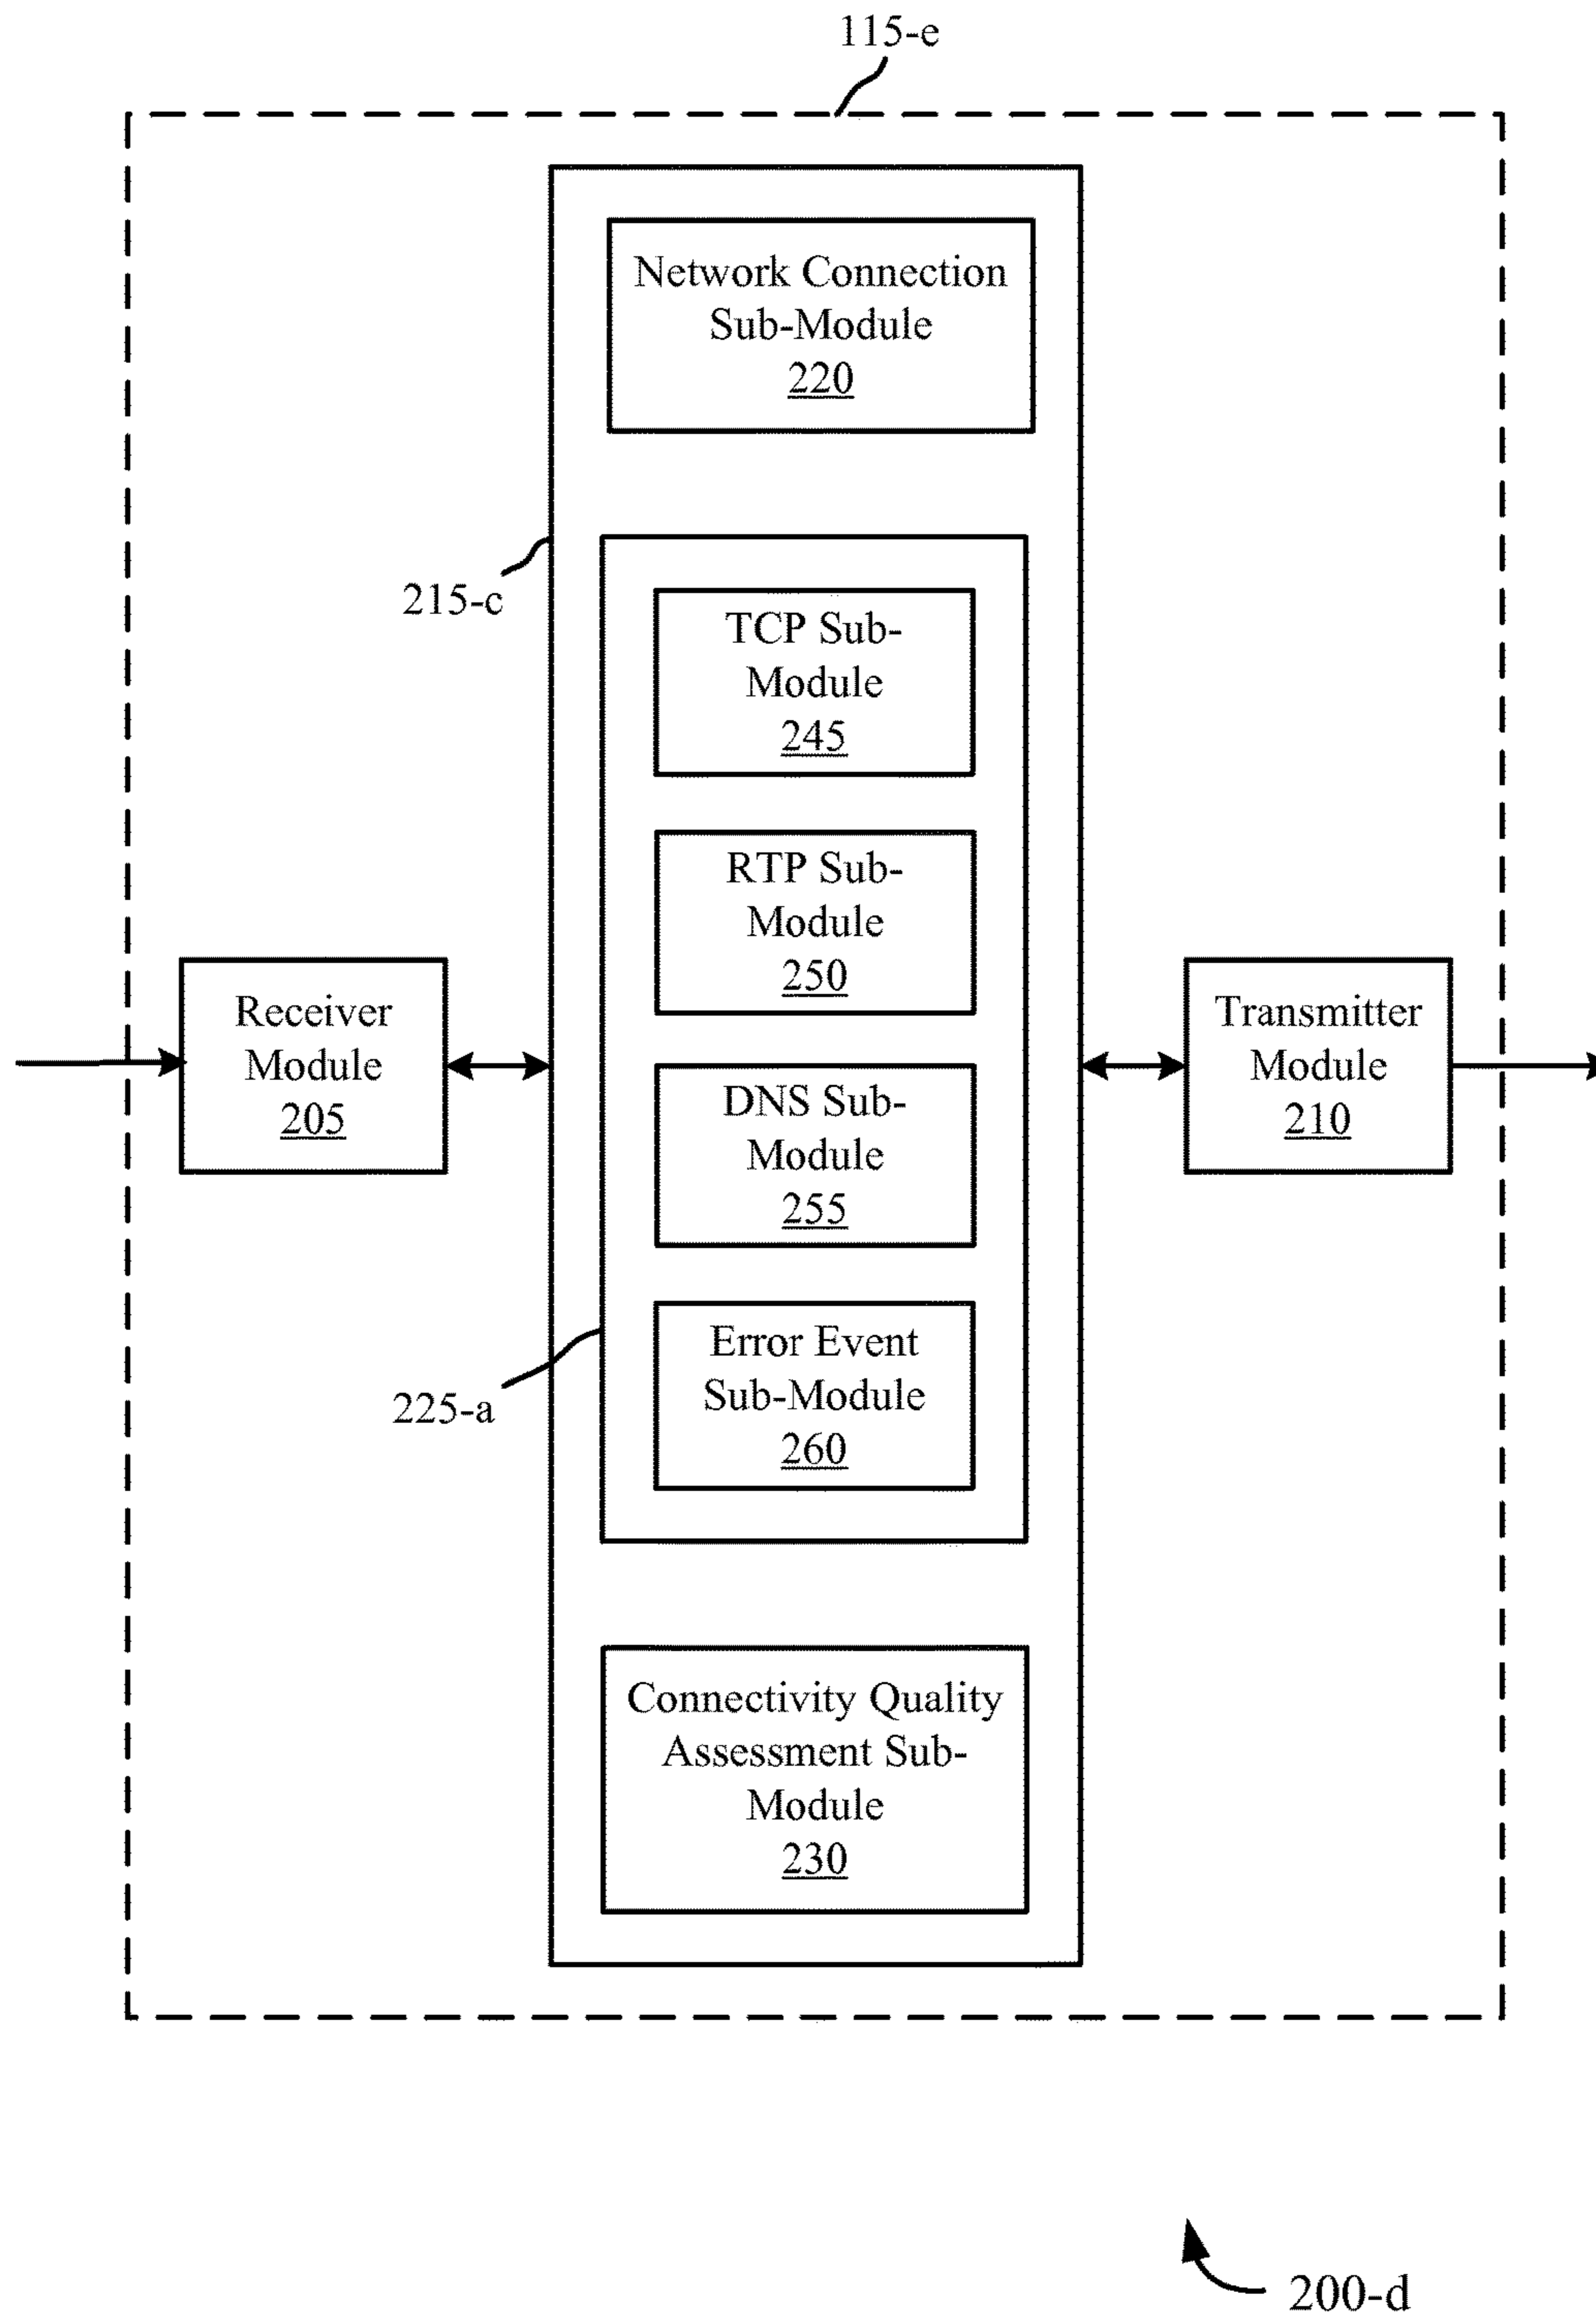 115-e
Network Connection
Sub-Module
220
215-c
TCP Sub-
Module
245
RTP Sub-
Module
250
Receiver
Module
205
DNS Sub-
Module
255
Transmitter
Module
210
Error Event
Sub-Module
260
225-a
Connectivity Quality
Assessment Sub-
Module
230
200-d